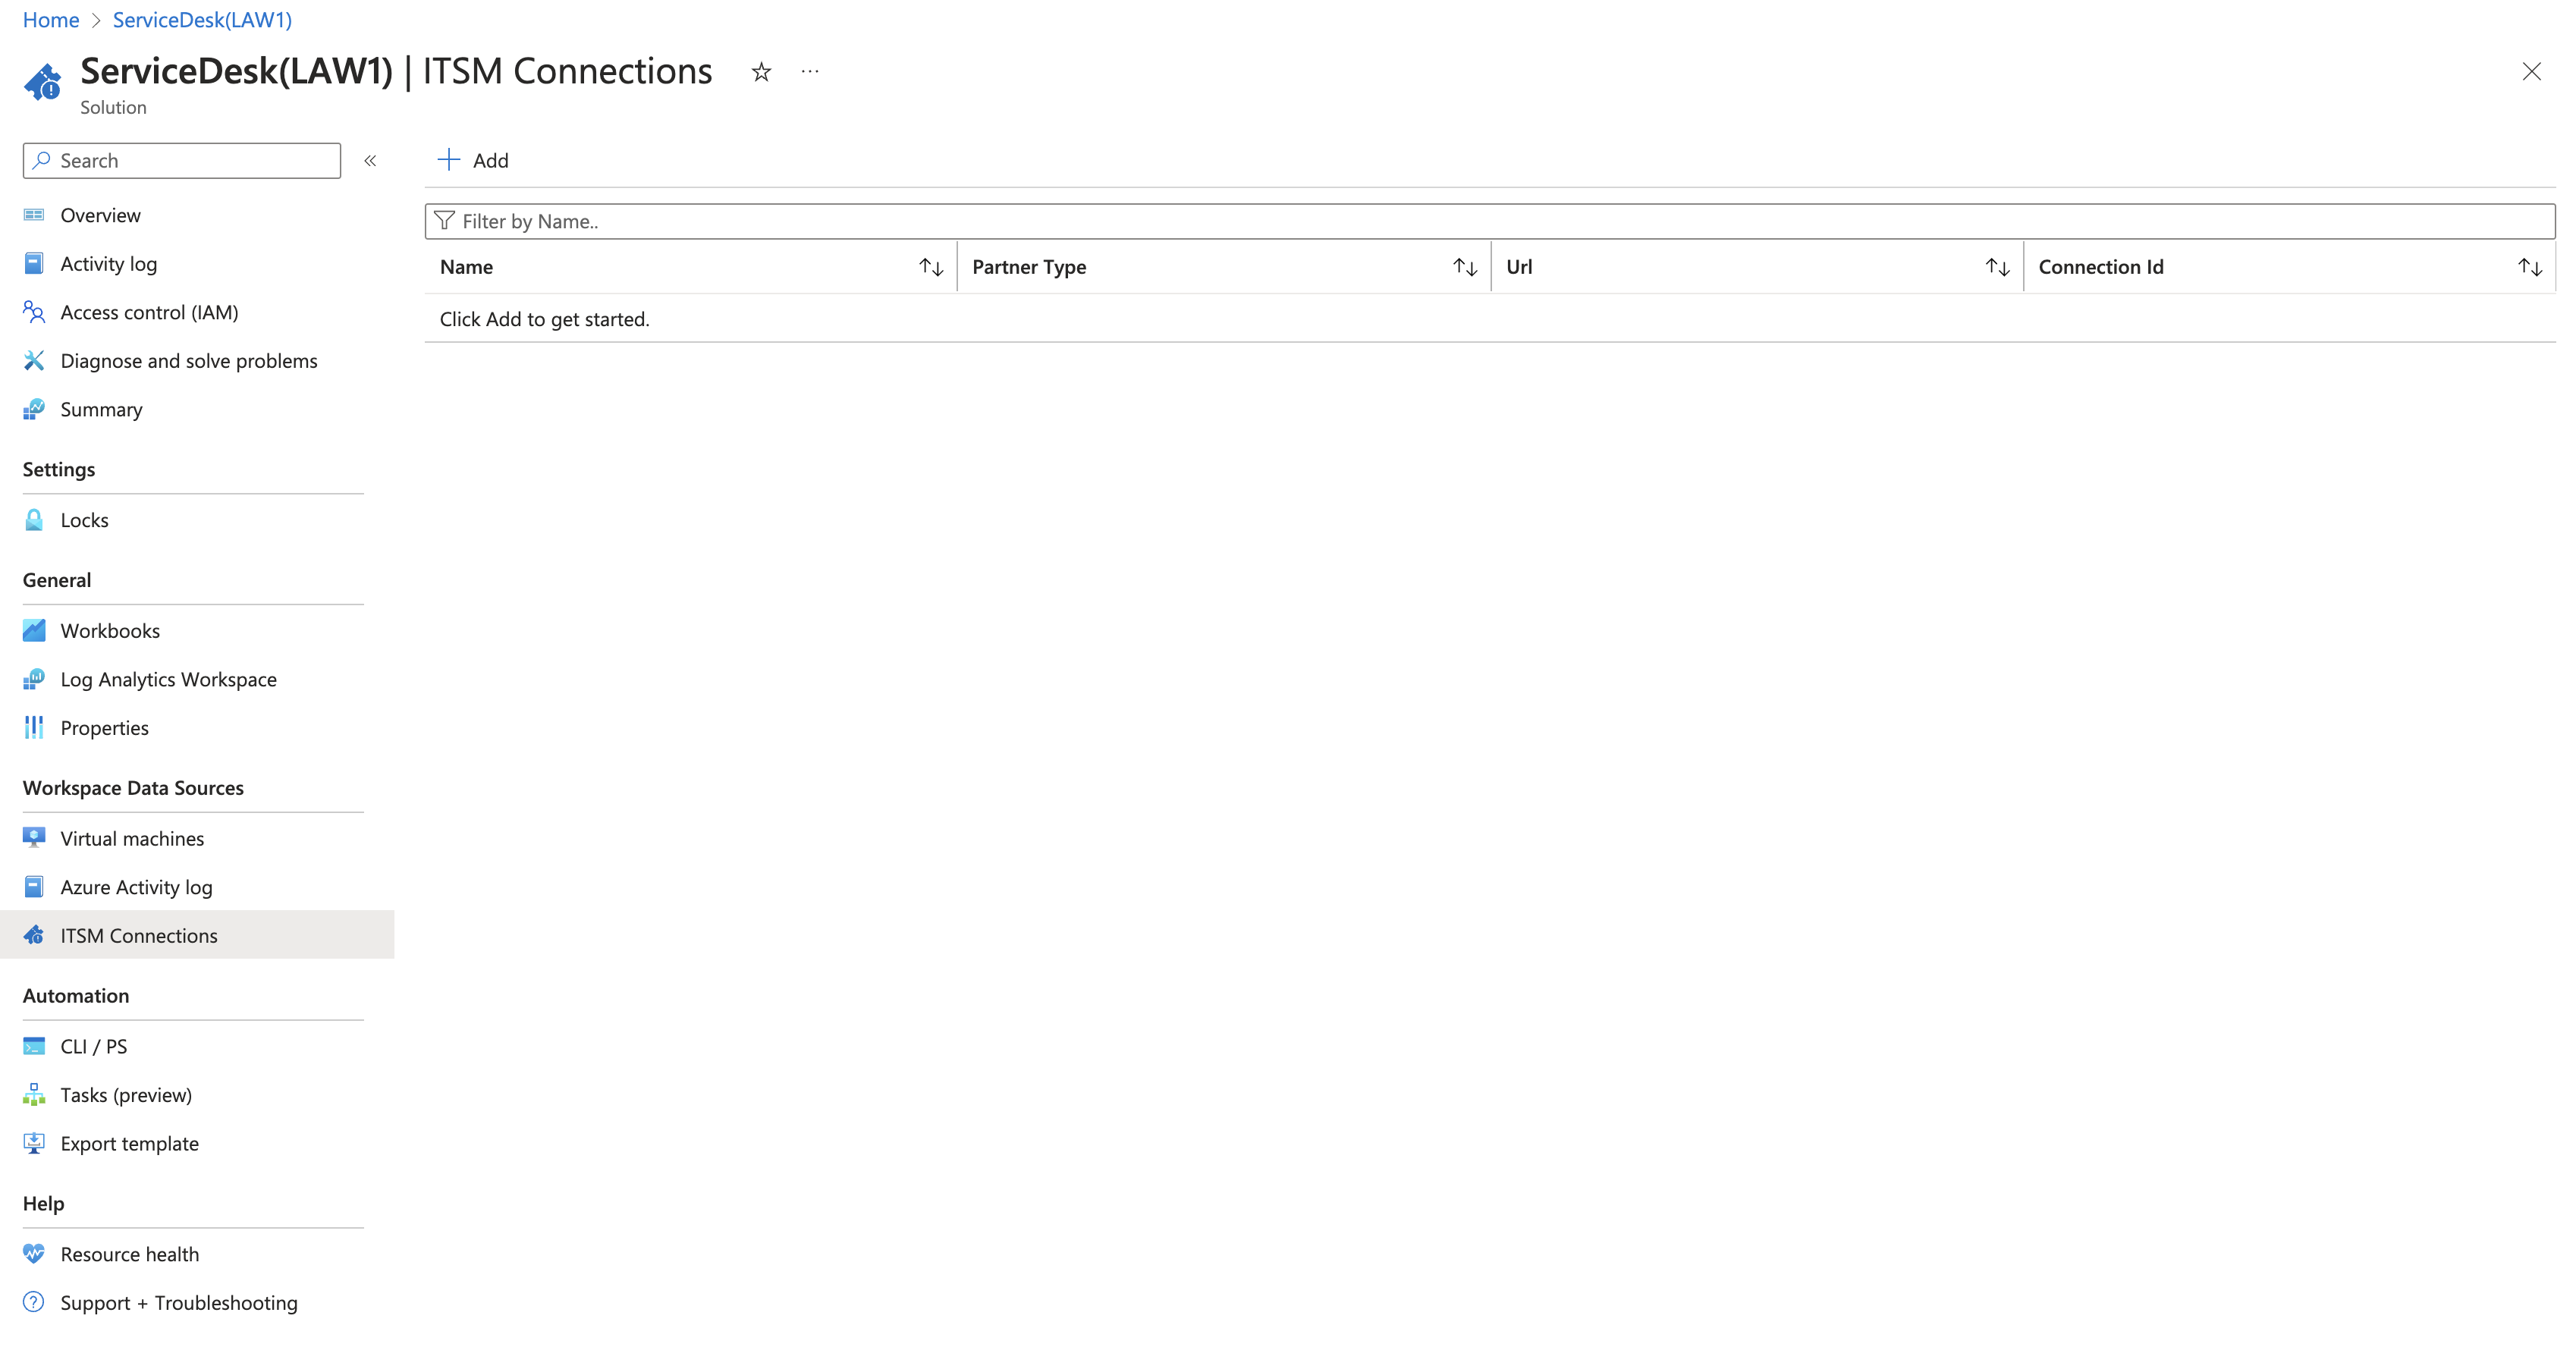 Home > ServiceDesk(LAW1)
ServiceDesk(LAW1) | ITSM Connections
Solution
Search
Overview
Activity log
Access control (IAM)
Diagnose and solve problems
Summary
Settings
Locks
General
Workbooks
Log Analytics Workspace
Properties
Workspace Data Sources
Virtual machines
Azure Activity log
ITSM Connections
Automation
CLI / PS
Tasks (preview)
Export template
Help
Resource health
Support + Troubleshooting
Add
Filter by Name..
Name Partner Type Url Connection Id
Click Add to get started.